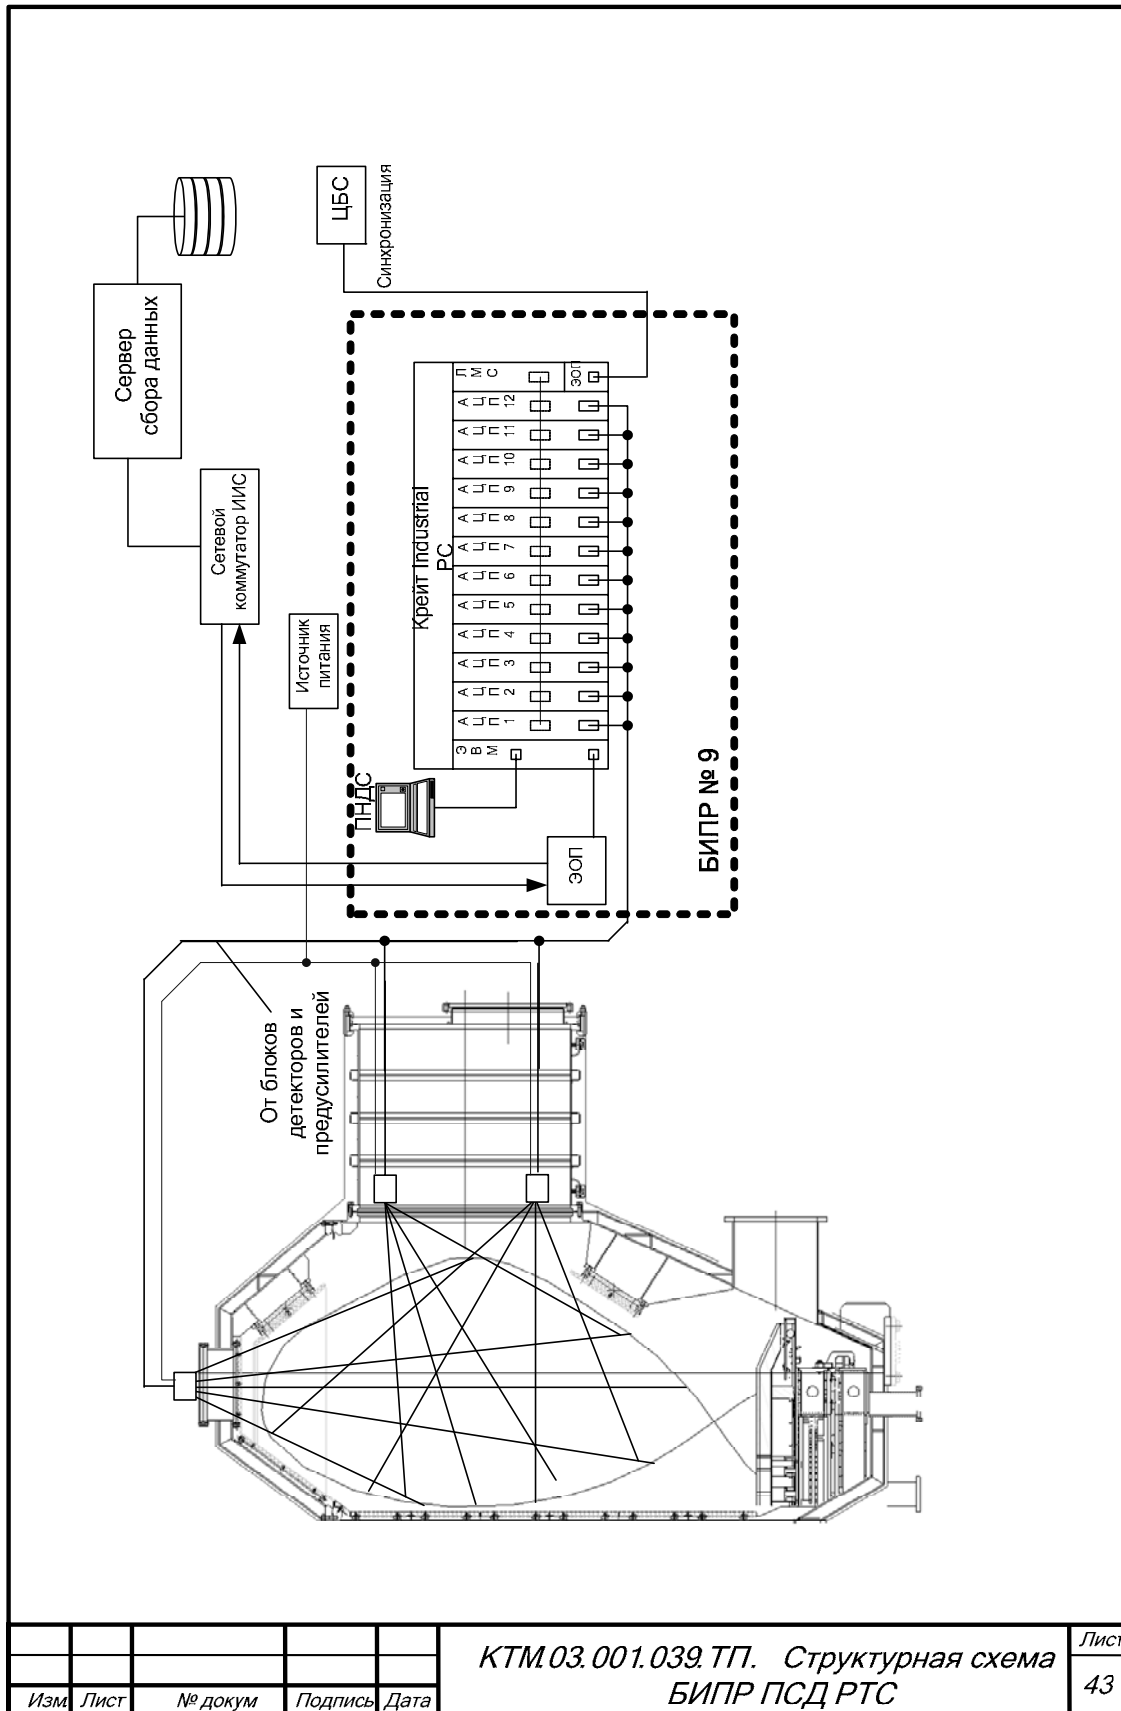 Сервер
сбора данных
ЦБС
Синхронизация
Сетевой
коммутатор ИИС
Источник
питания
Крейт Industrial
PC
ЛМС
ЭОП
АЦП 12
АЦП 11
АЦП 10
АЦП 9
АЦП 8
АЦП 7
АЦП 6
АЦП 5
АЦП 4
АЦП 3
АЦП 2
АЦП 1
ЭВМ
ПНДС
ЭОП
БИПР № 9
От блоков
детекторов и
предусилителей
КТМ.03.001.039.ТП. Структурная схема
БИПР ПСД РТС
Лист
43
Изм Лист № докум Подпись Дата